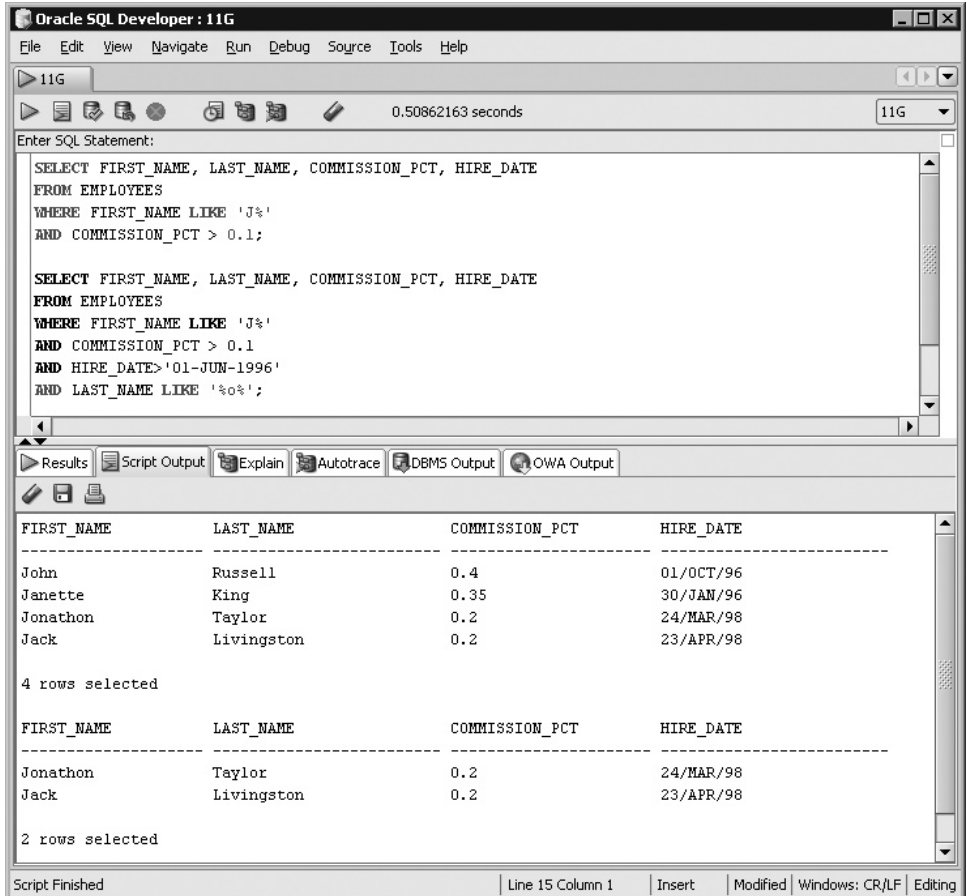 Oracle SQL Developer : 11G
File Edit View Navigate Run Debug Source Tools Help
11G
0.50862163 seconds
11G
Enter SQL Statement:
SELECT FIRST_NAME, LAST_NAME, COMMISSION_PCT, HIRE_DATE
FROM EMPLOYEES
WHERE FIRST_NAME LIKE 'J%'
AND COMMISSION_PCT > 0.1;
SELECT FIRST_NAME, LAST_NAME, COMMISSION_PCT, HIRE_DATE
FROM EMPLOYEES
WHERE FIRST_NAME LIKE 'J%'
AND COMMISSION_PCT > 0.1
AND HIRE_DATE>'01-JUN-1996'
AND LAST_NAME LIKE '%o%';
Results Script Output Explain Autotrace DBMS Output OWA Output
FIRST_NAME LAST_NAME COMMISSION_PCT HIRE_DATE
-------------------- ------------------------- ---------------------- -------------------------
John Russell 0.4 01/OCT/96
Janette King 0.35 30/JAN/96
Jonathon Taylor 0.2 24/MAR/98
Jack Livingston 0.2 23/APR/98
4 rows selected
FIRST_NAME LAST_NAME COMMISSION_PCT HIRE_DATE
-------------------- ------------------------- ---------------------- -------------------------
Jonathon Taylor 0.2 24/MAR/98
Jack Livingston 0.2 23/APR/98
2 rows selected
Script Finished Line 15 Column 1 Insert Modified Windows: CR/LF Editing